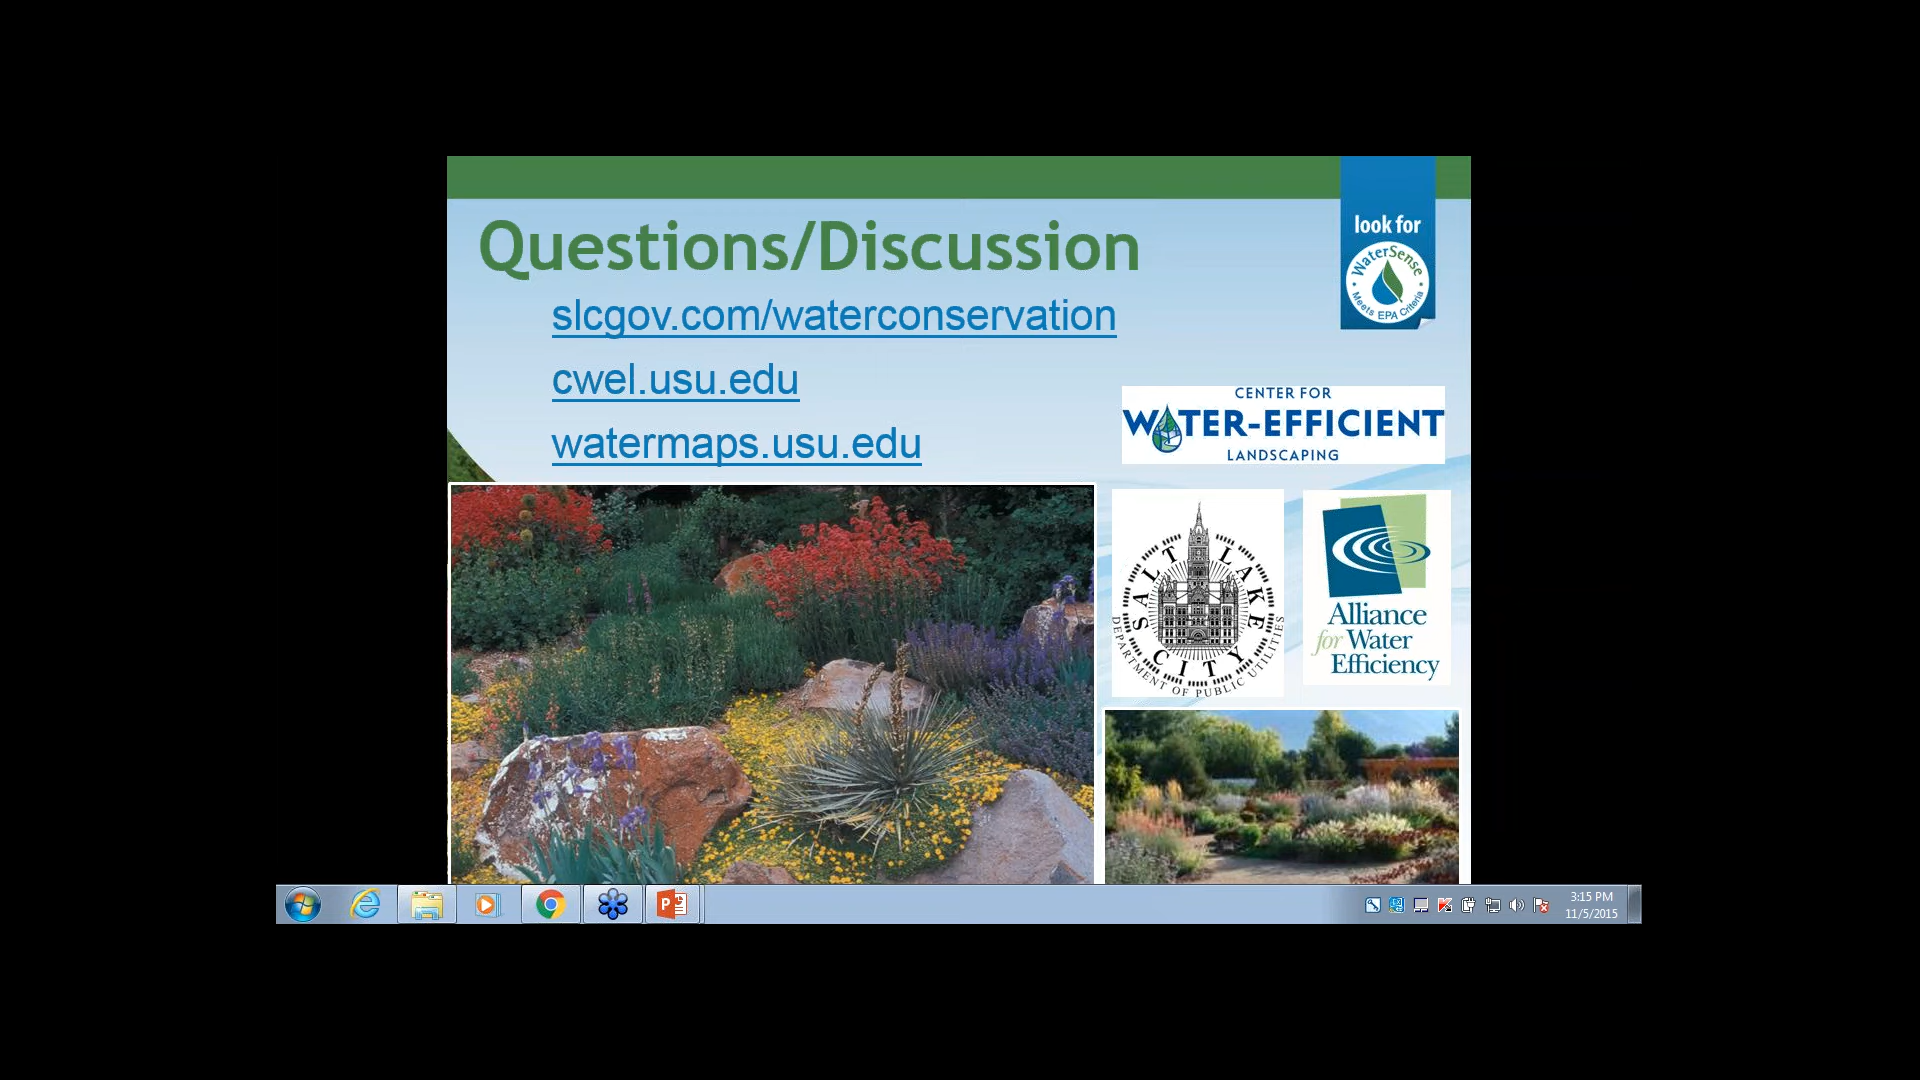 look for
WaterSense
Meets EPA Criteria
Questions/Discussion
slcgov.com/waterconservation
cwel.usu.edu
watermaps.usu.edu
CENTER FOR
WATER-EFFICIENT
LANDSCAPING
SALT LAKE
CITY
DEPARTMENT OF PUBLIC UTILITIES
Alliance
for Water
Efficiency
3:15 PM
11/5/2015